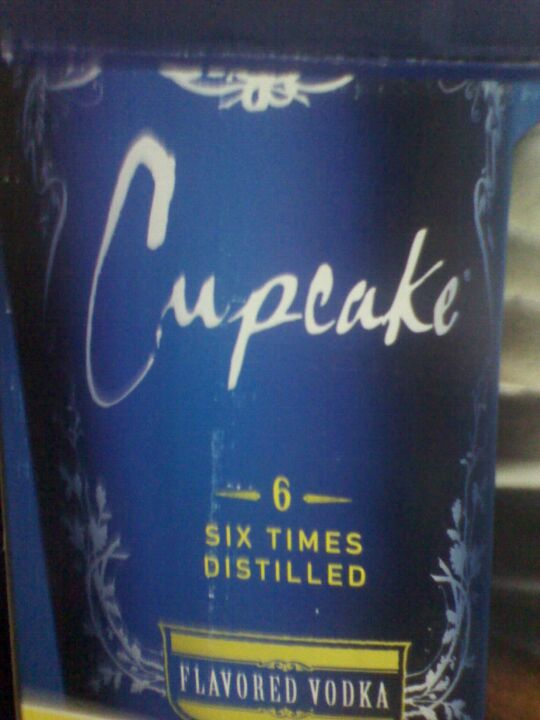 Cupcake
6
SIX TIMES
DISTILLED
FLAVORED VODKA